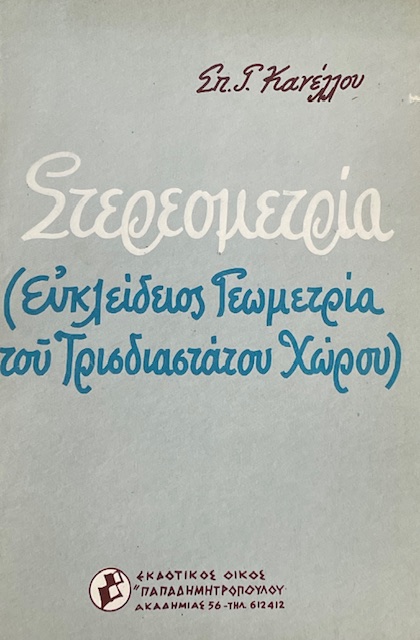 Σπ. Γ. Κανέλλου
Στερεομετρία
(Εὐκλείδειος Γεωμετρία
τοῦ Τρισδιαστάτου Χώρου)
ΕΚΔΟΤΙΚΟΣ ΟΙΚΟΣ
"ΠΑΠΑΔΗΜΗΤΡΟΠΟΥΛΟΥ
ΑΚΑΔΗΜΙΑΣ 56 - ΤΗΛ. 612412